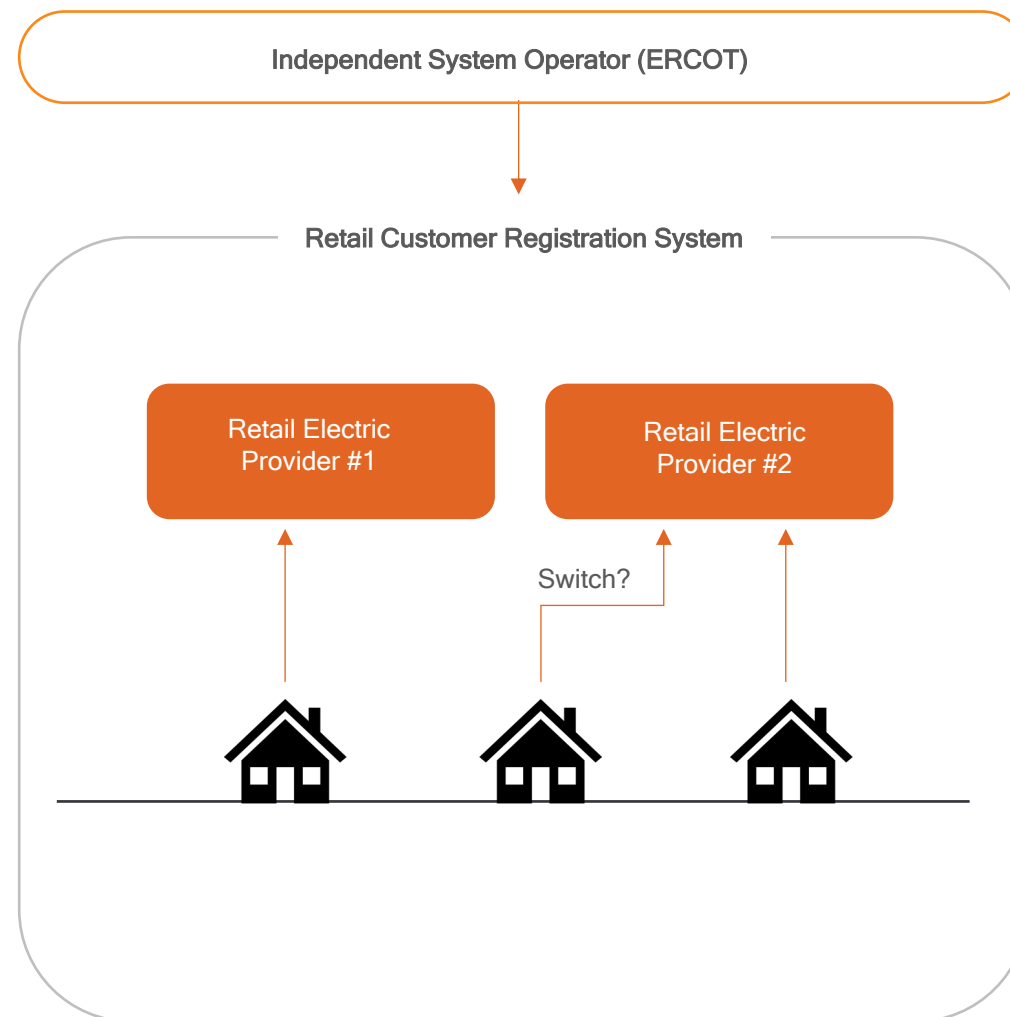 Independent System Operator (ERCOT)
Retail Customer Registration System
Retail Electric
Provider #1
Retail Electric
Provider #2
Switch?